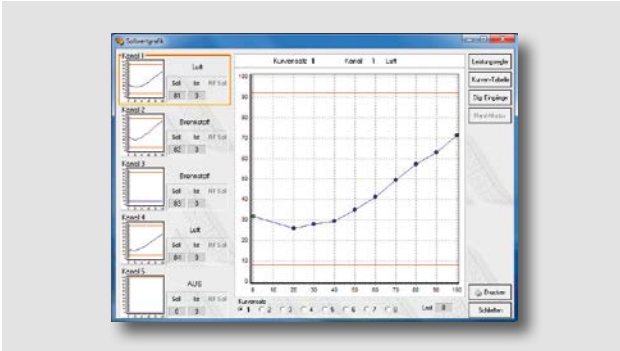 Sollwertgrafik
Kanal 1
Luft
Soll Ist RF Soll
81 0
Kanal 2
Brennstoff
Soll Ist RF Soll
82 0
Kanal 3
Brennstoff
Soll Ist RF Soll
83 0
Kanal 4
Luft
Soll Ist RF Soll
84 0
Kanal 5
AUS
Soll Ist RF Soll
0 0
Kurvensatz 1 Kanal 1 Luft
100
90
80
70
60
50
40
30
20
10
0
0 10 20 30 40 50 60 70 80 90 100
Kurvensatz
1 2 3 4 5 6 7 8
Last 0
Leistungsregler
Kurven-Tabelle
Dig. Eingänge
Drucken
Schließen